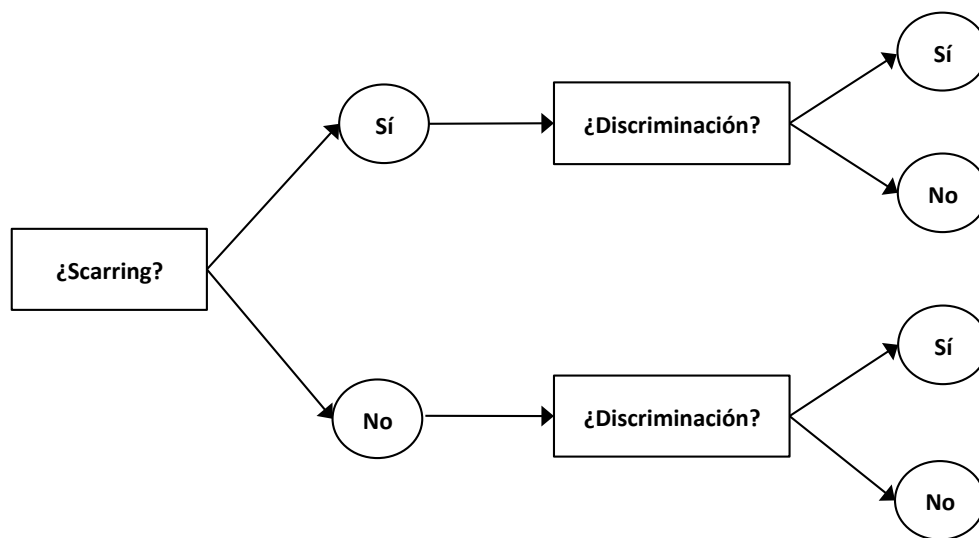 ¿Scarring?
Sí
¿Discriminación?
Sí
No
No
¿Discriminación?
Sí
No